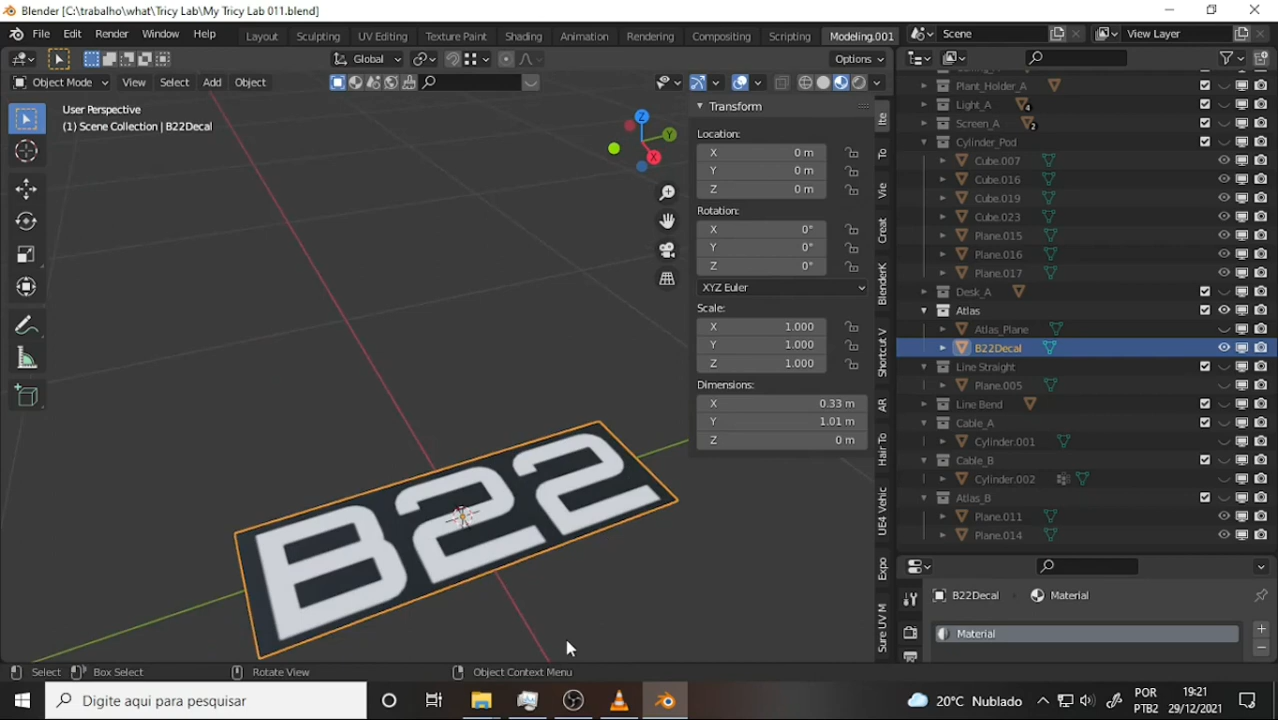 Blender [C:\trabalho\what\Tricy Lab\My Tricy Lab 011.blend]
File Edit Render Window Help Layout Sculpting UV Editing Texture Paint Shading Animation Rendering Compositing Scripting Modeling.001 Scene View Layer
Global Options
Object Mode View Select Add Object
User Perspective
(1) Scene Collection | B22Decal
Z
Y
X
B22
Transform
Location:
X 0 m
Y 0 m
Z 0 m
Rotation:
X 0°
Y 0°
Z 0°
XYZ Euler
Scale:
X 1.000
Y 1.000
Z 1.000
Dimensions:
X 0.33 m
Y 1.01 m
Z 0 m
Ite
To
Vie
Creat
BlenderK
Shortcut V
AR
Hair To
UE4 Vehic
Expo
Sure UV M
Plant_Holder_A
Light_A 4
Screen_A 2
Cylinder_Pod
Cube.007
Cube.016
Cube.019
Cube.023
Plane.015
Plane.016
Plane.017
Desk_A
Atlas
Atlas_Plane
B22Decal
Line Straight
Plane.005
Line Bend
Cable_A
Cylinder.001
Cable_B
Cylinder.002
Atlas_B
Plane.011
Plane.014
B22Decal Material
Material
Select Box Select Rotate View Object Context Menu
Digite aqui para pesquisar
20°C Nublado
POR
PTB2
19:21
29/12/2021